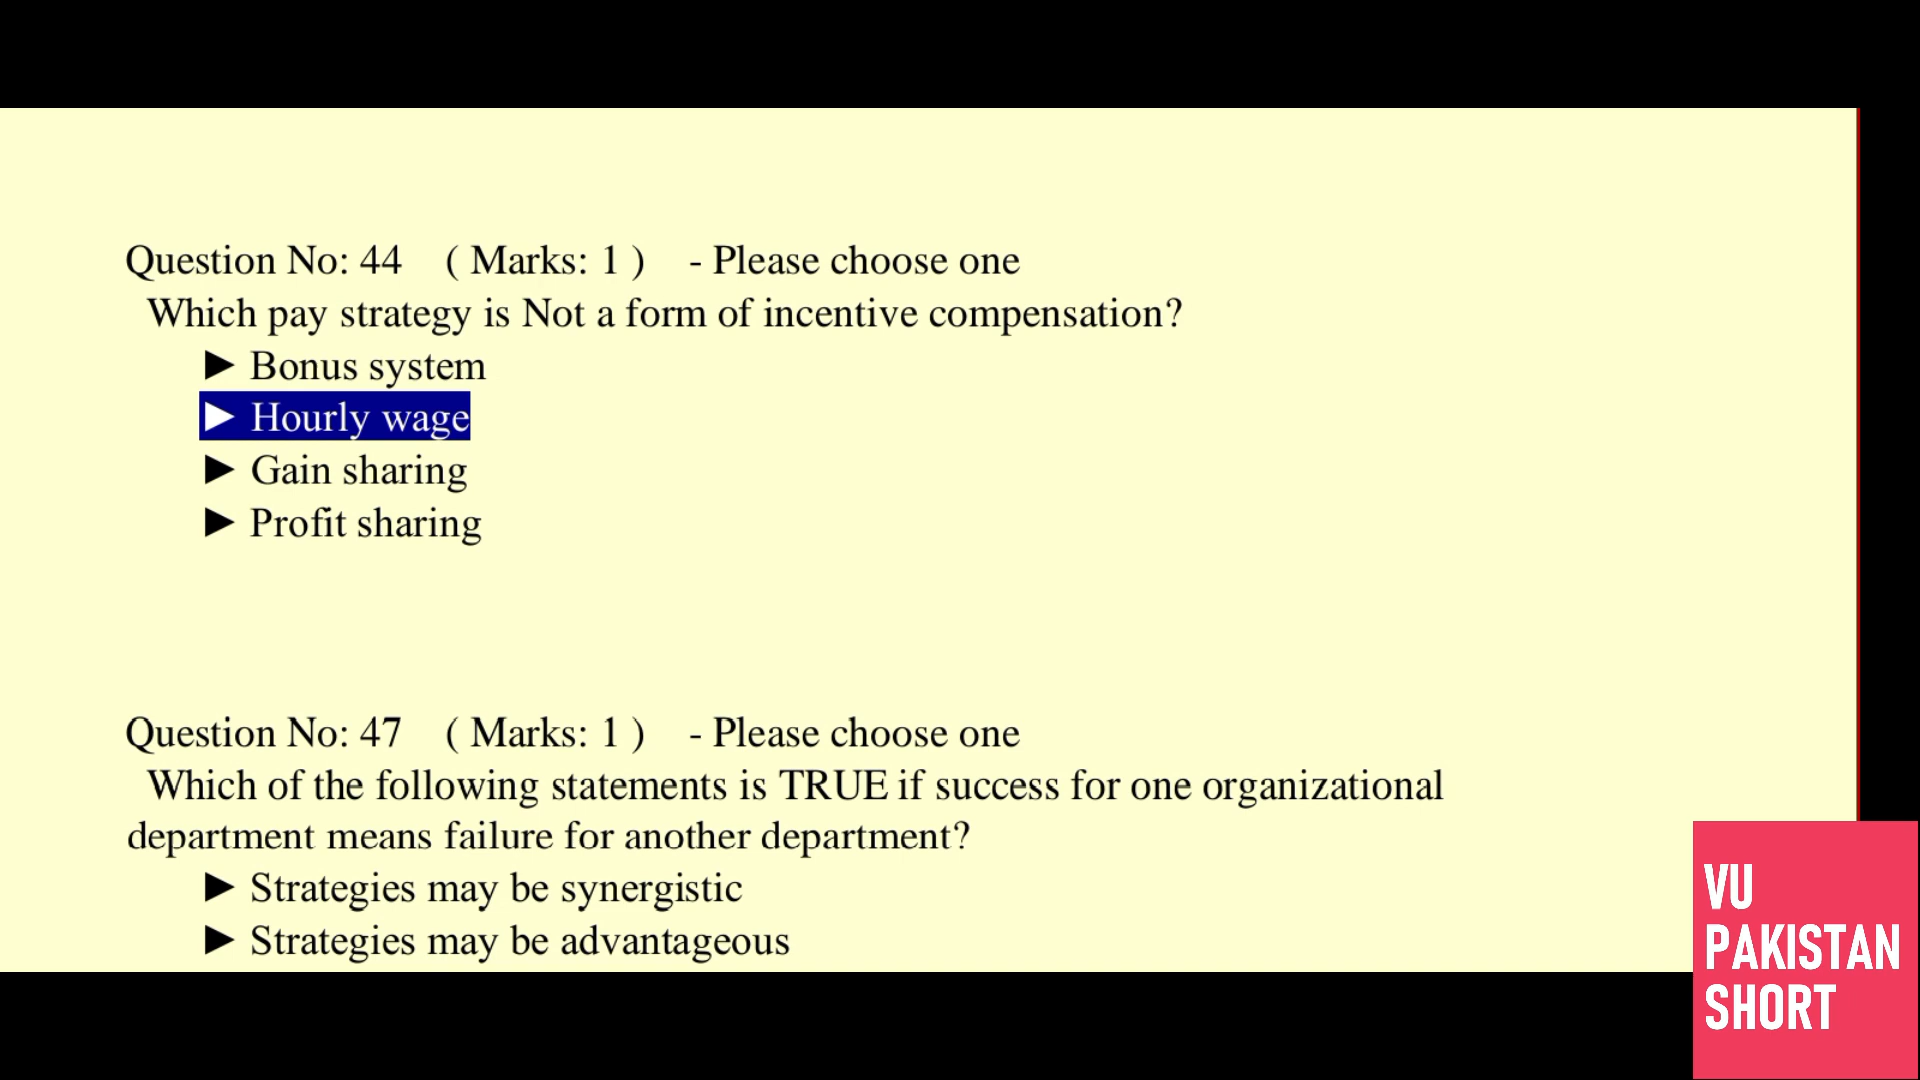 Question No: 44 ( Marks: 1 ) - Please choose one
Which pay strategy is Not a form of incentive compensation?
► Bonus system
► Hourly wage
► Gain sharing
► Profit sharing
Question No: 47 ( Marks: 1 ) - Please choose one
Which of the following statements is TRUE if success for one organizational
department means failure for another department?
► Strategies may be synergistic
► Strategies may be advantageous
VU
PAKISTAN
SHORT